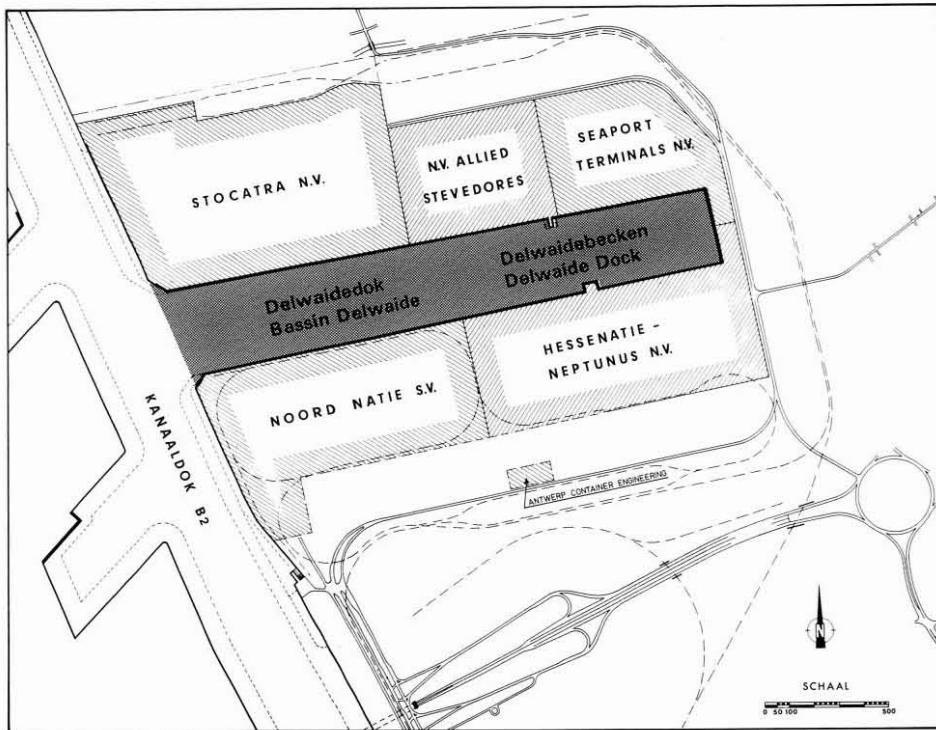 STOCATRA N.V.
N.V. ALLIED
STEVEDORES
SEAPORT
TERMINALS N.V.
Delwaidedok
Bassin Delwaide
Delwaidebecken
Delwaide Dock
NOORD NATIE S.V.
HESSENATIE –
NEPTUNUS N.V.
KANAALDOK B2
ANTWERP CONTAINER ENGINEERING
N
SCHAAL
0 50 100 500